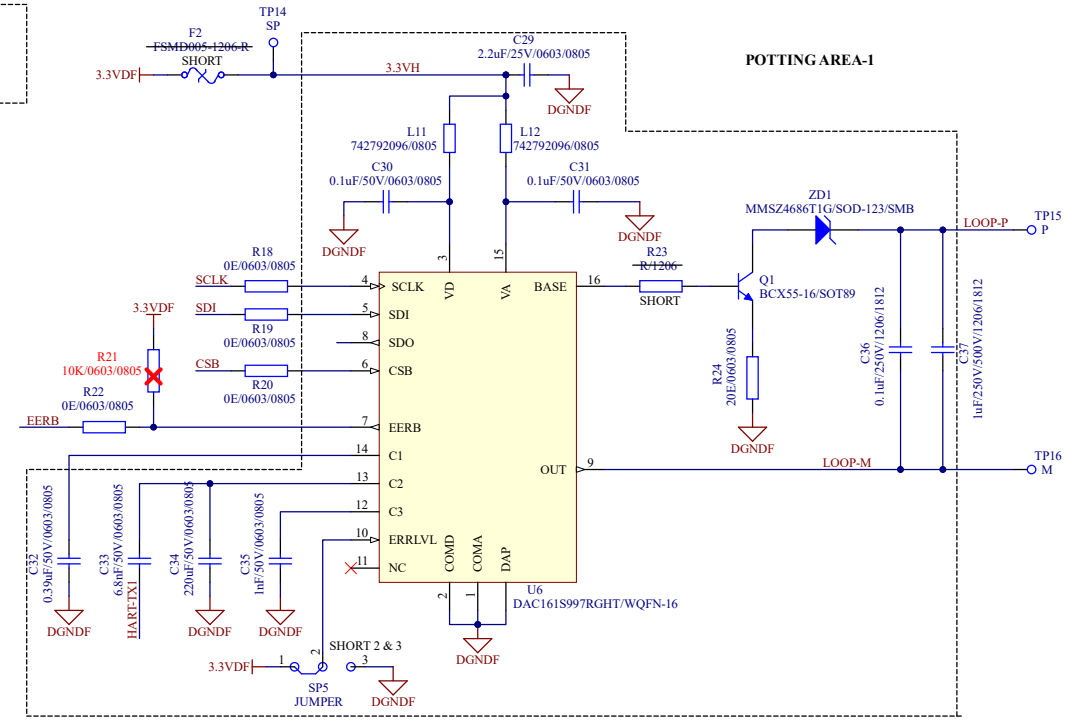 TP14
SP
F2
FSMD005-1206-R
SHORT
3.3VDF
3.3VH
C29
2.2uF/25V/0603/0805
DGNDF
POTTING AREA-1
L11
742792096/0805
L12
742792096/0805
C30
0.1uF/50V/0603/0805
DGNDF
C31
0.1uF/50V/0603/0805
DGNDF
ZD1
MMSZ4686T1G/SOD-123/SMB
LOOP-P
TP15
P
R23
R/1206
SHORT
Q1
BCX55-16/SOT89
R24
20E/0603/0805
DGNDF
C36
0.1uF/250V/1206/1812
C37
1uF/250V/500V/1206/1812
LOOP-M
TP16
M
R18
0E/0603/0805
SCLK
SDI
R19
0E/0603/0805
CSB
R20
0E/0603/0805
3.3VDF
R21
10K/0603/0805
R22
0E/0603/0805
EERB
3
VD
15
VA
4
SCLK
5
SDI
8
SDO
6
CSB
7
EERB
14
C1
13
C2
12
C3
10
ERRLVL
11
NC
16
BASE
9
OUT
2
COMD
1
COMA
DAP
U6
DAC161S997RGHT/WQFN-16
DGNDF
C32
0.39uF/50V/0603/0805
DGNDF
C33
6.8nF/50V/0603/0805
HART-TX1
C34
220uF/50V/0603/0805
DGNDF
C35
1nF/50V/0603/0805
DGNDF
SHORT 2 & 3
3.3VDF
1
2
3
SP5
JUMPER
DGNDF